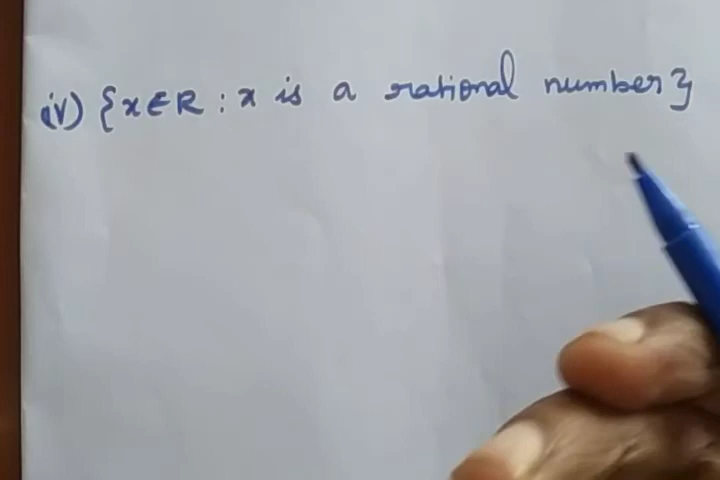 iv) {x∈R : x is a rational number}